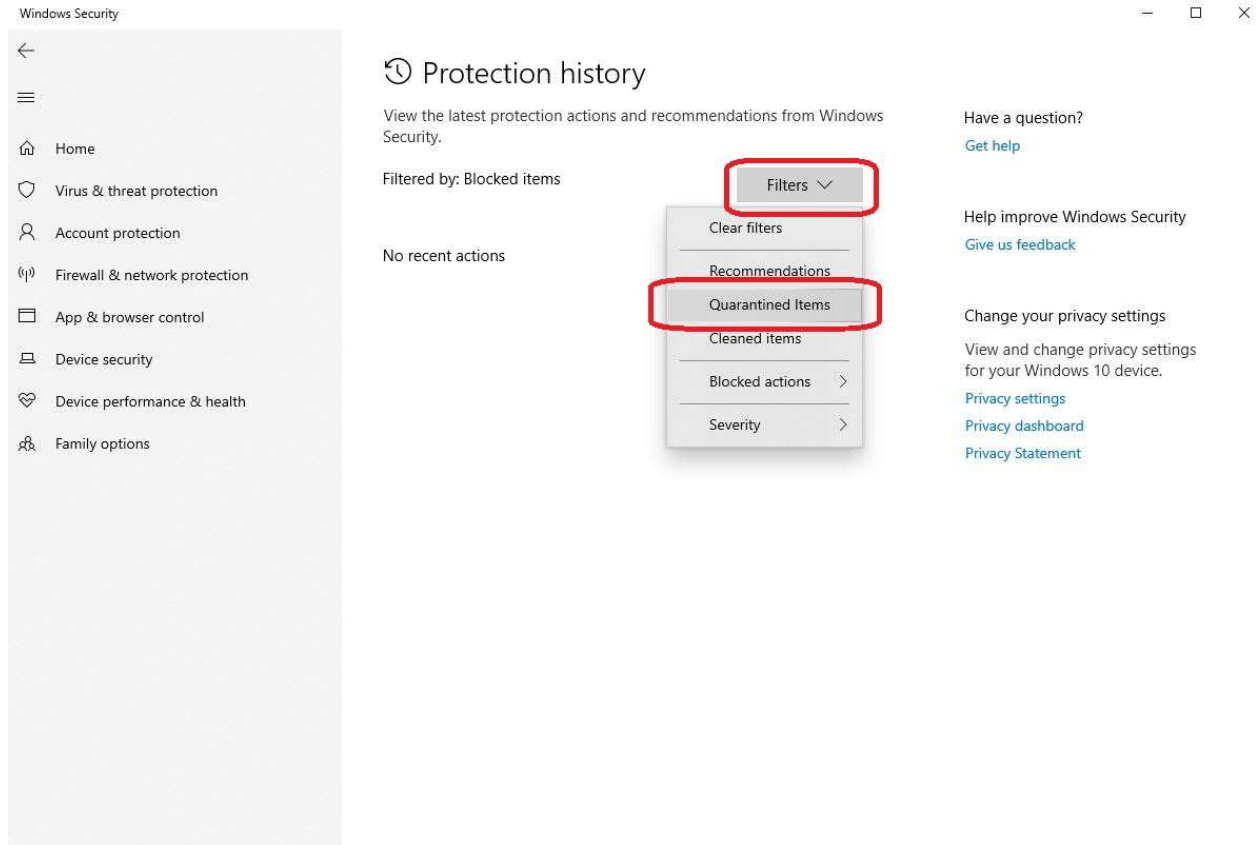 Windows Security
Home
Virus & threat protection
Account protection
Firewall & network protection
App & browser control
Device security
Device performance & health
Family options
Protection history
View the latest protection actions and recommendations from Windows
Security.
Filtered by: Blocked items
Filters
Clear filters
Recommendations
Quarantined Items
Cleaned items
Blocked actions
Severity
No recent actions
Have a question?
Get help
Help improve Windows Security
Give us feedback
Change your privacy settings
View and change privacy settings
for your Windows 10 device.
Privacy settings
Privacy dashboard
Privacy Statement